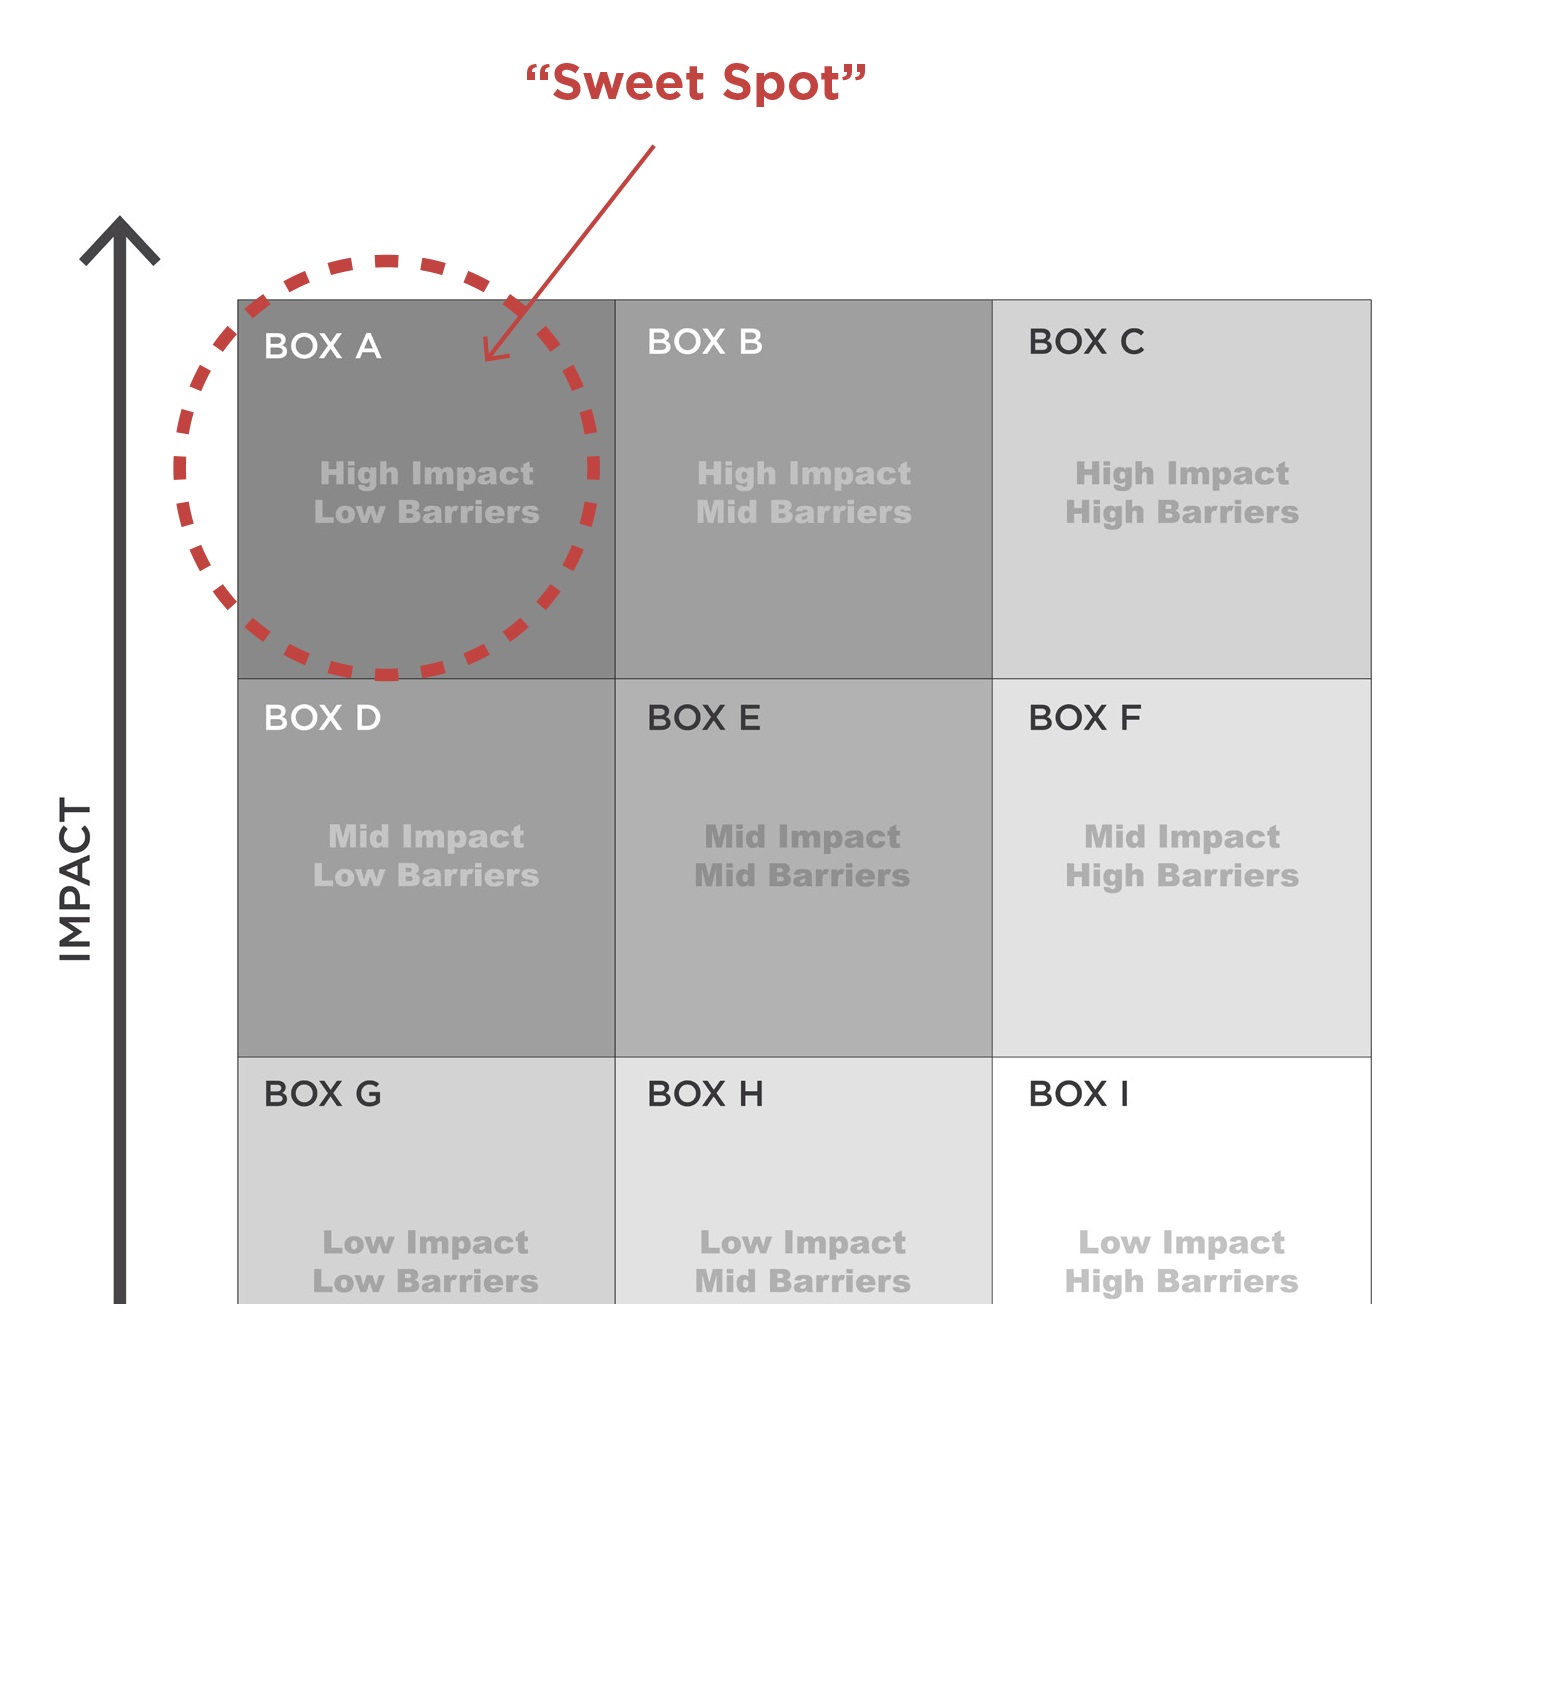 “Sweet Spot”
BOX A
High Impact
Low Barriers
BOX B
High Impact
Mid Barriers
BOX C
High Impact
High Barriers
IMPACT
BOX D
Mid Impact
Low Barriers
BOX E
Mid Impact
Mid Barriers
BOX F
Mid Impact
High Barriers
BOX G
Low Impact
Low Barriers
BOX H
Low Impact
Mid Barriers
BOX I
Low Impact
High Barriers